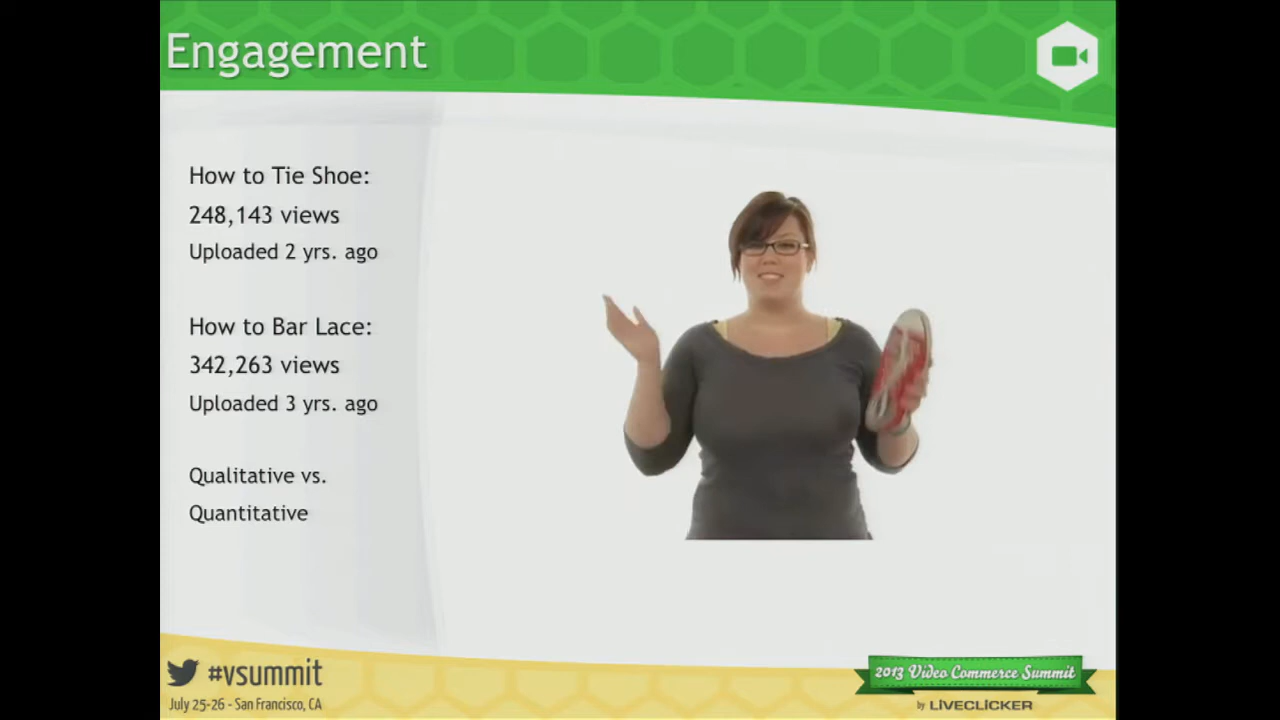 Engagement
How to Tie Shoe:
248,143 views
Uploaded 2 yrs. ago
How to Bar Lace:
342,263 views
Uploaded 3 yrs. ago
Qualitative vs.
Quantitative
#vsummit
July 25-26 - San Francisco, CA
2013 Video Commerce Summit
by LIVECLICKER